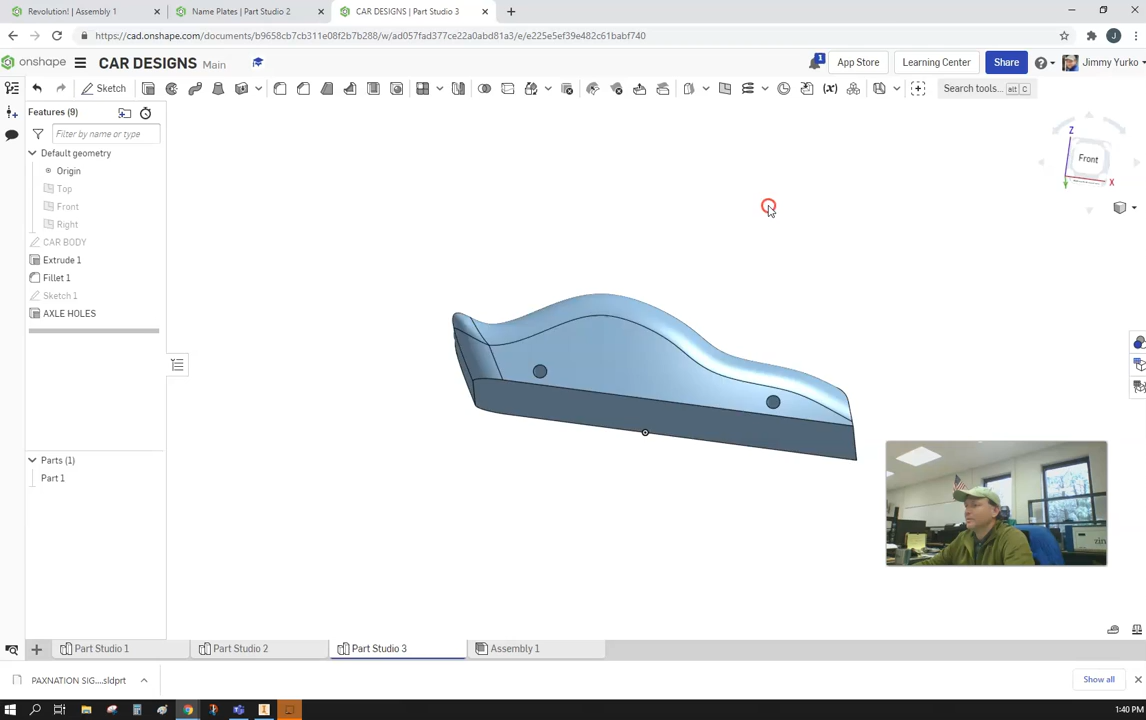 Revolution! | Assembly 1
Name Plates | Part Studio 2
CAR DESIGNS | Part Studio 3
https://cad.onshape.com/documents/b9658cb7cb311e08f2b7b288/w/ad057fad377ce22a0abd81a3/e/e225e5ef39e482c61babf740
onshape
CAR DESIGNS
Main
1
App Store
Learning Center
Share
Jimmy Yurko
Sketch
Search tools...
alt
C
Features (9)
Filter by name or type
Default geometry
Origin
Top
Front
Right
CAR BODY
Extrude 1
Fillet 1
Sketch 1
AXLE HOLES
Parts (1)
Part 1
Z
Front
X
Part Studio 1
Part Studio 2
Part Studio 3
Assembly 1
PAXNATION SIG....sldprt
Show all
1:40 PM